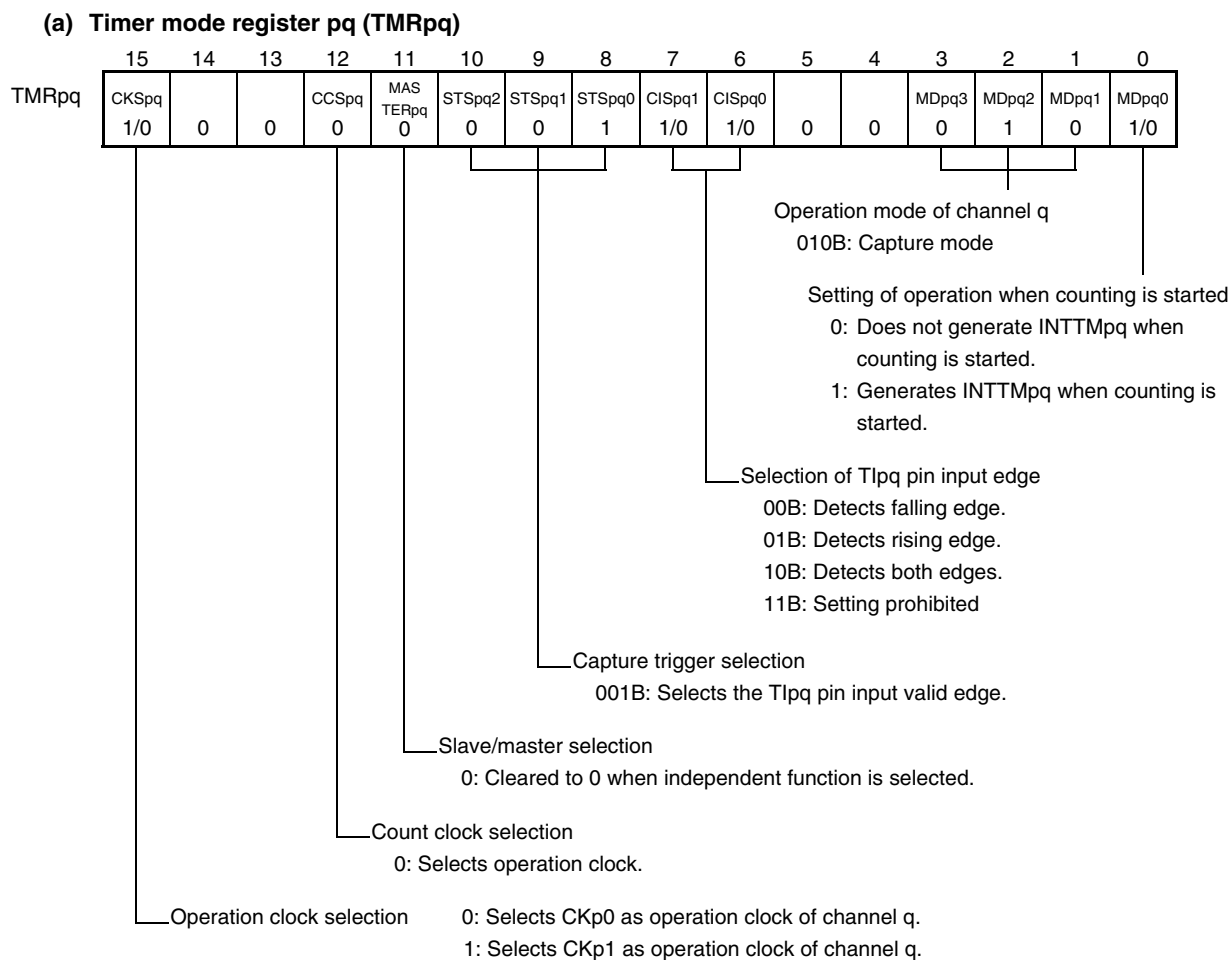 (a) Timer mode register pq (TMRpq)
15 14 13 12 11 10 9 8 7 6 5 4 3 2 1 0
TMRpq
CKSpq CCSpq MAS TERpq STSpq2 STSpq1 STSpq0 CISpq1 CISpq0 MDpq3 MDpq2 MDpq1 MDpq0
1/0 0 0 0 0 0 0 1 1/0 1/0 0 0 0 1 0 1/0
Operation mode of channel q
010B: Capture mode
Setting of operation when counting is started
0: Does not generate INTTMpq when
counting is started.
1: Generates INTTMpq when counting is
started.
Selection of TIpq pin input edge
00B: Detects falling edge.
01B: Detects rising edge.
10B: Detects both edges.
11B: Setting prohibited
Capture trigger selection
001B: Selects the TIpq pin input valid edge.
Slave/master selection
0: Cleared to 0 when independent function is selected.
Count clock selection
0: Selects operation clock.
Operation clock selection 0: Selects CKp0 as operation clock of channel q.
1: Selects CKp1 as operation clock of channel q.